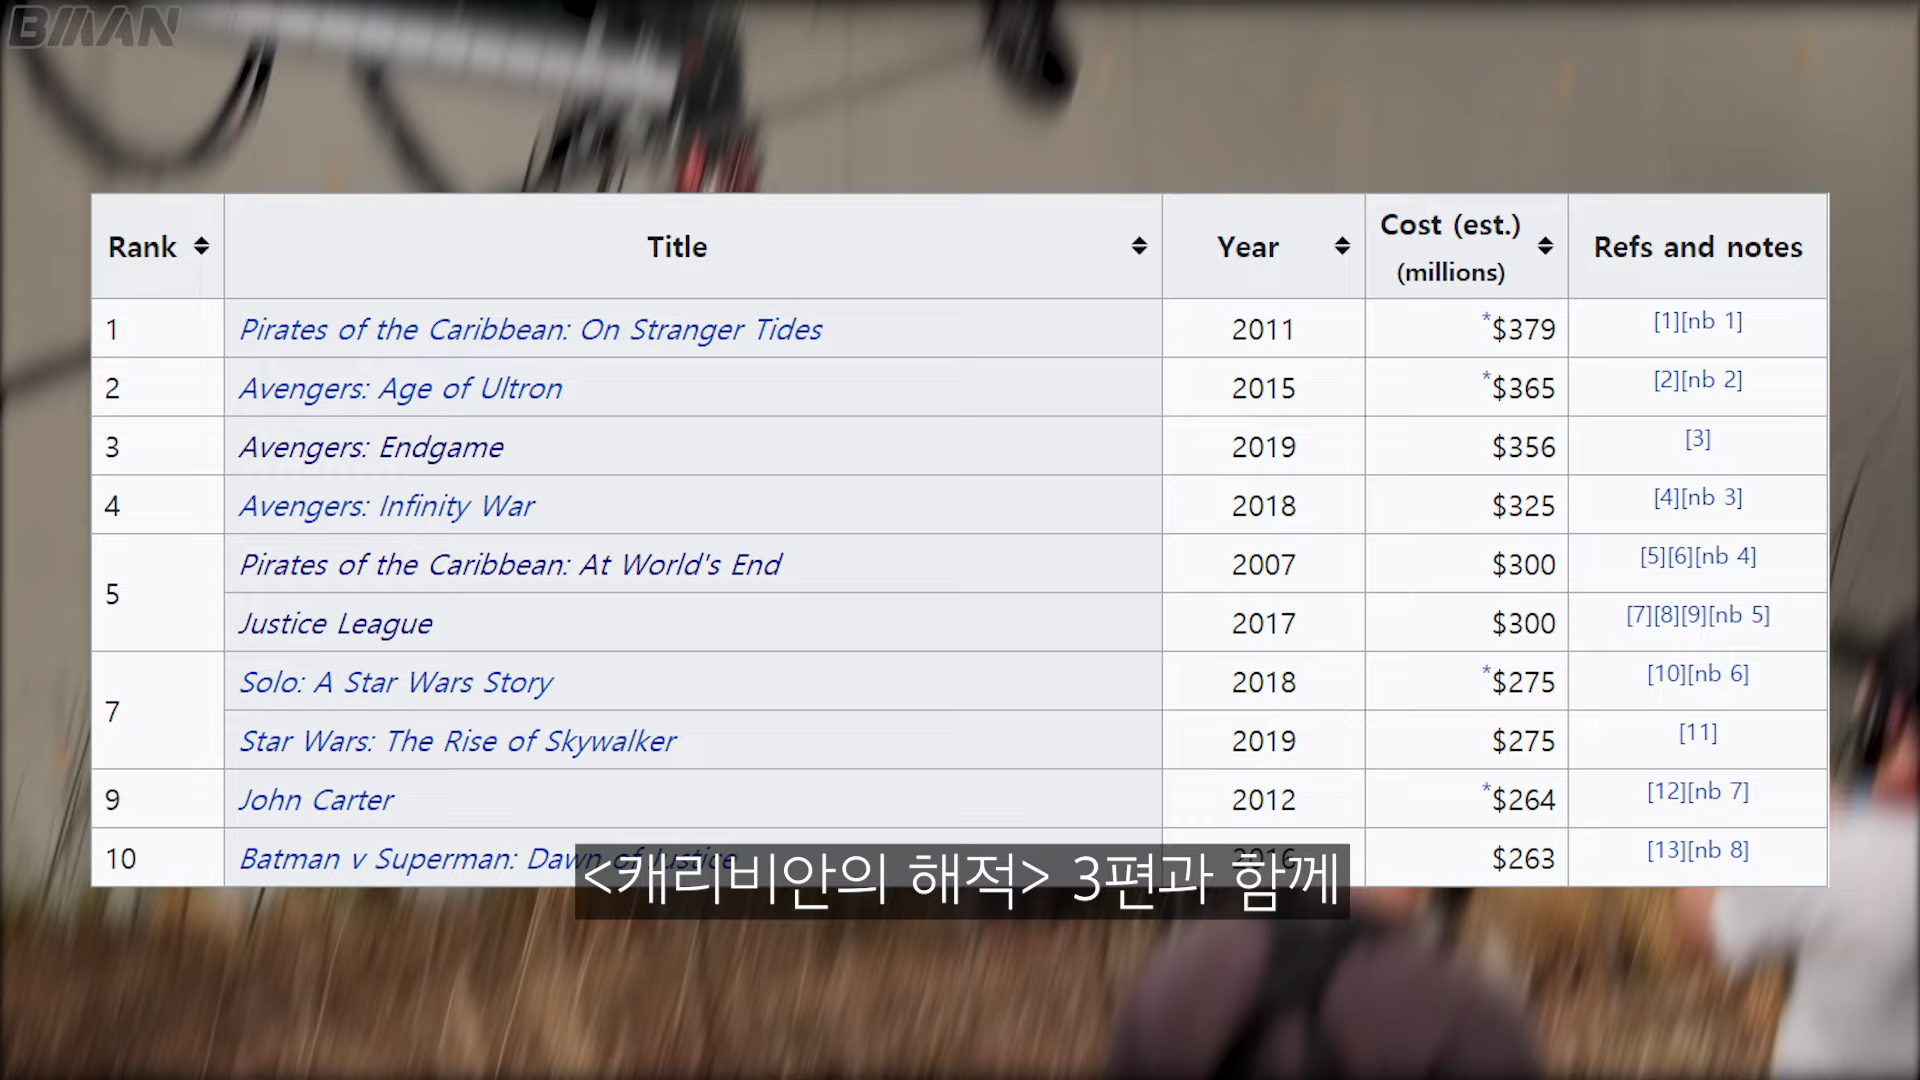 BMAN
Rank Title Year Cost (est.) (millions) Refs and notes
1 Pirates of the Caribbean: On Stranger Tides 2011 *$379 [1][nb 1]
2 Avengers: Age of Ultron 2015 *$365 [2][nb 2]
3 Avengers: Endgame 2019 $356 [3]
4 Avengers: Infinity War 2018 $325 [4][nb 3]
5 Pirates of the Caribbean: At World's End 2007 $300 [5][6][nb 4]
Justice League 2017 $300 [7][8][9][nb 5]
7 Solo: A Star Wars Story 2018 *$275 [10][nb 6]
Star Wars: The Rise of Skywalker 2019 $275 [11]
9 John Carter 2012 *$264 [12][nb 7]
10 Batman v Superman: Dawn of Justice 2016 $263 [13][nb 8]
<캐리비안의 해적> 3편과 함께